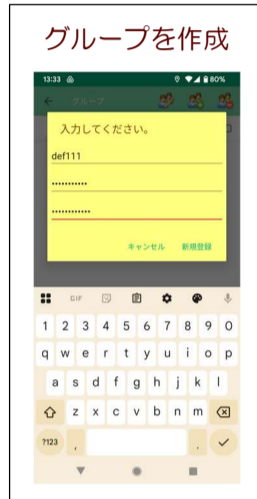 グループを作成
13:33
80%
グループ
入力してください。
def111
••••••••••••
••••••••••••
キャンセル 新規登録
GIF
1 2 3 4 5 6 7 8 9 0
q w e r t y u i o p
a s d f g h j k l
z x c v b n m
?123 , .